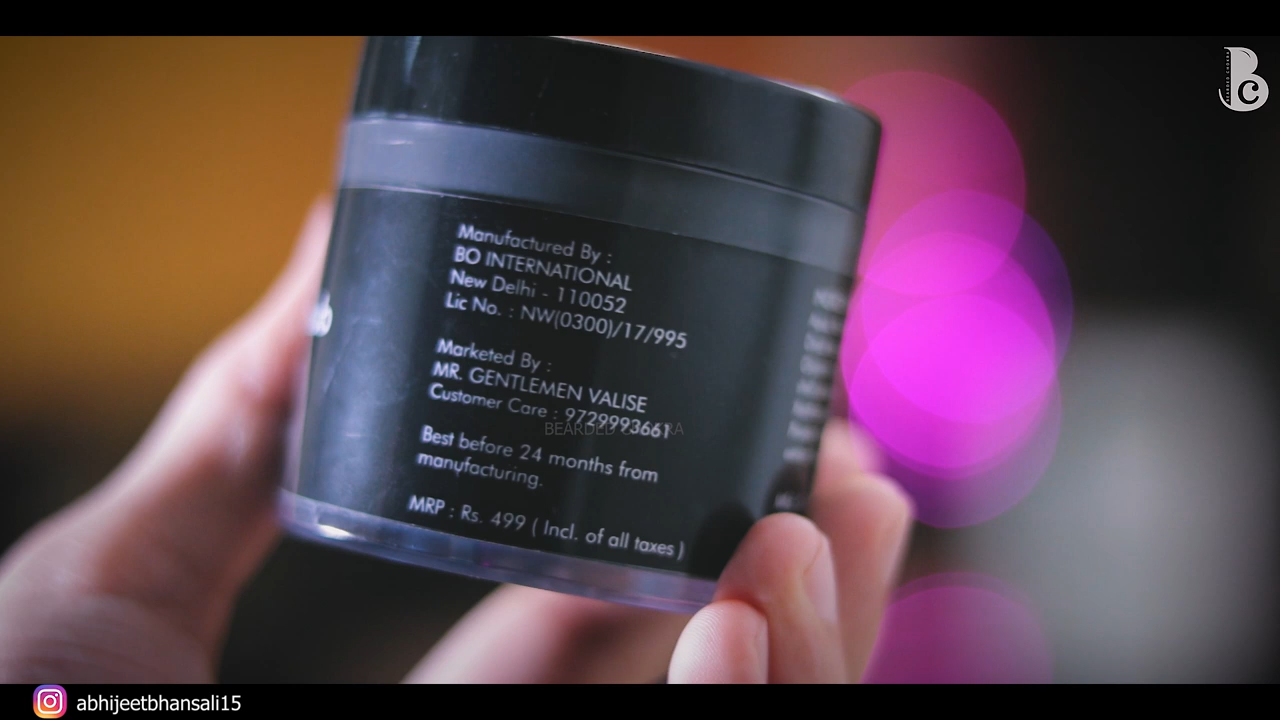 Manufactured By :
BO INTERNATIONAL
New Delhi - 110052
Lic No. : NW(0300)/17/995
Marketed By :
MR. GENTLEMEN VALISE
Customer Care : 9729993661
Best before 24 months from
manufacturing.
MRP : Rs. 499 ( Incl. of all taxes )
abhijeetbhansali15